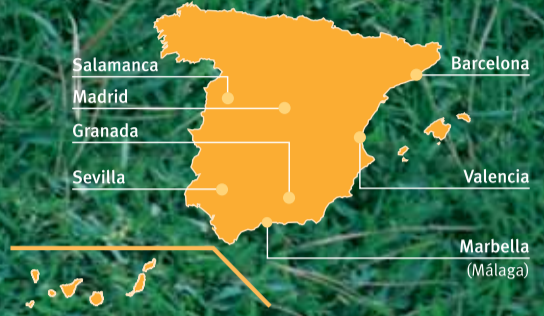 Salamanca
Madrid
Granada
Sevilla
Barcelona
Valencia
Marbella
(Málaga)